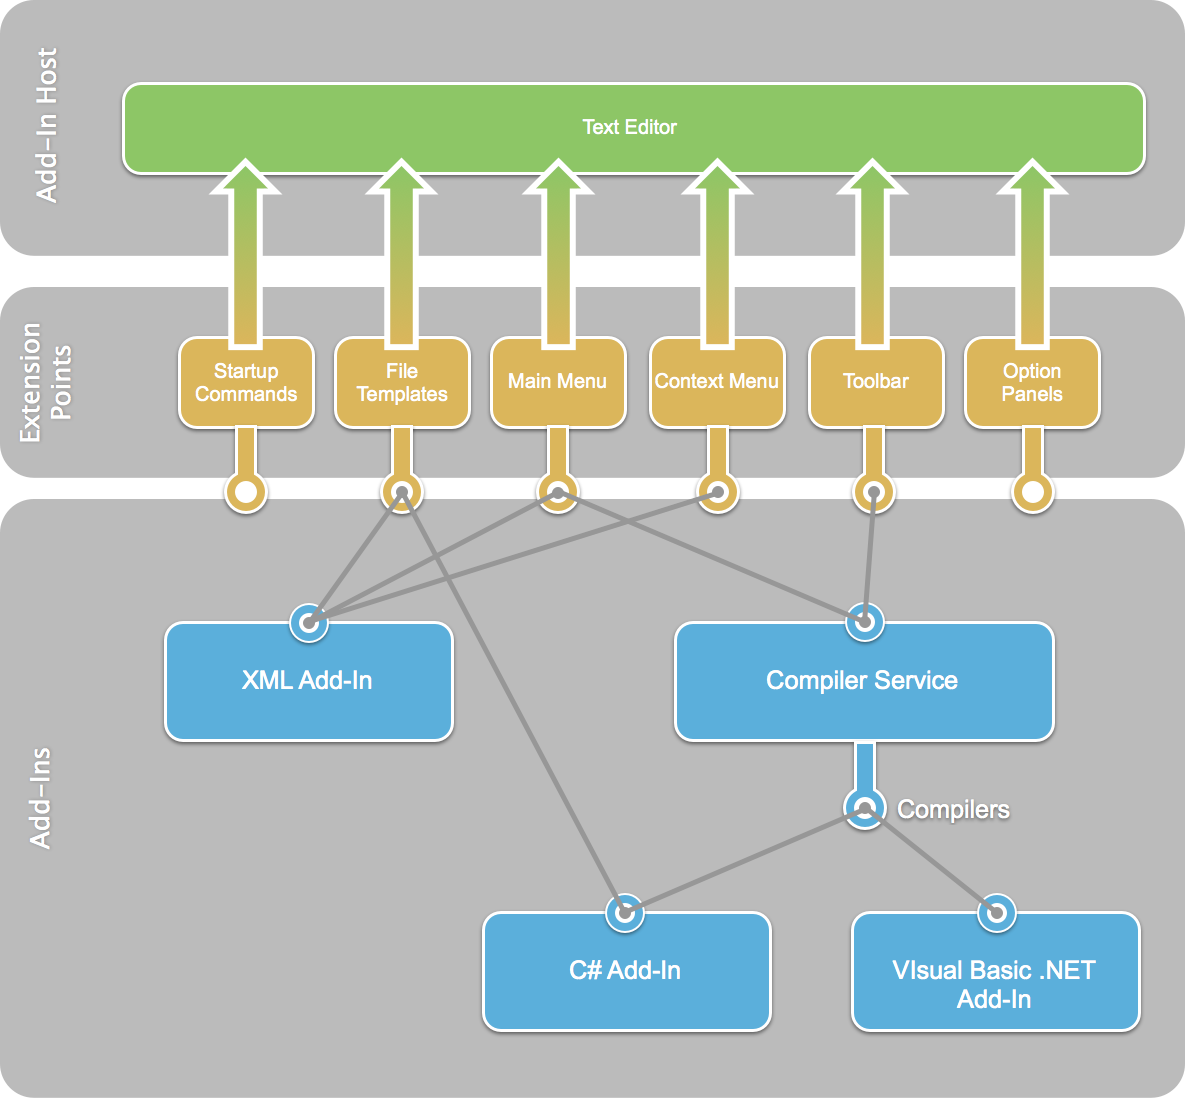 Add-In Host
Text Editor
Extension
Points
Startup
Commands
File
Templates
Main Menu
Context Menu
Toolbar
Option
Panels
Add-Ins
XML Add-In
Compiler Service
Compilers
C# Add-In
VIsual Basic .NET
Add-In